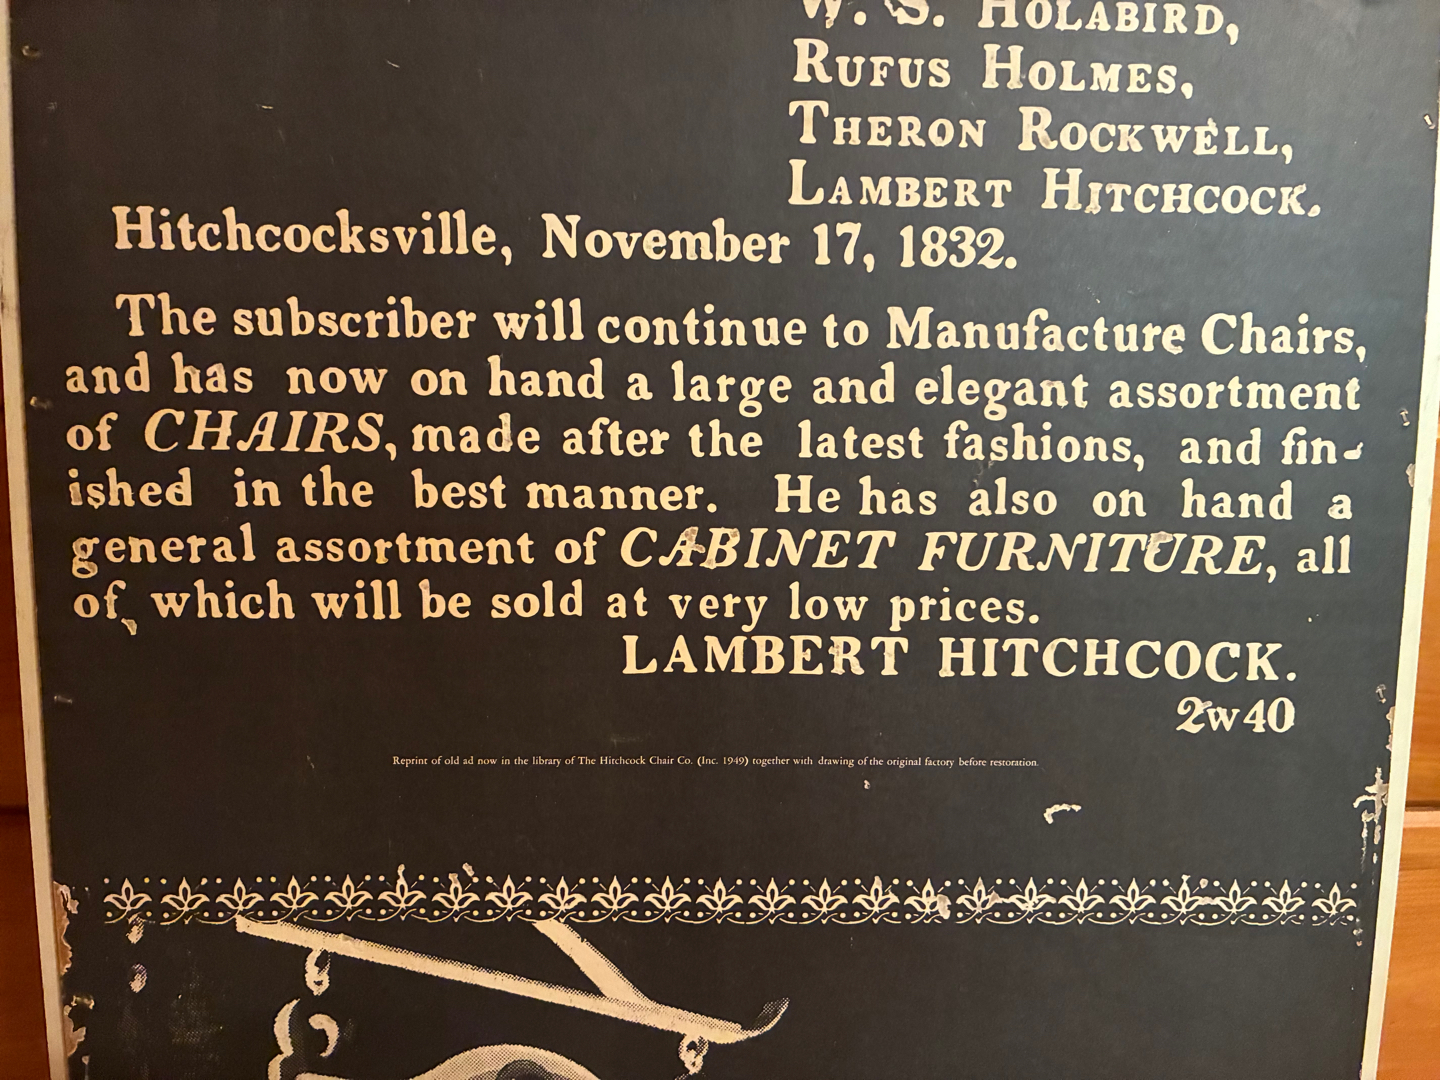 W. S. HOLABIRD,
RUFUS HOLMES,
THERON ROCKWELL,
LAMBERT HITCHCOCK.
Hitchcocksville, November 17, 1832.
The subscriber will continue to Manufacture Chairs,
and has now on hand a large and elegant assortment
of CHAIRS, made after the latest fashions, and fin-
ished in the best manner. He has also on hand a
general assortment of CABINET FURNITURE, all
of which will be sold at very low prices.
LAMBERT HITCHCOCK.
2w40
Reprint of old ad now in the library of The Hitchcock Chair Co. (Inc. 1949) together with drawing of the original factory before restoration.